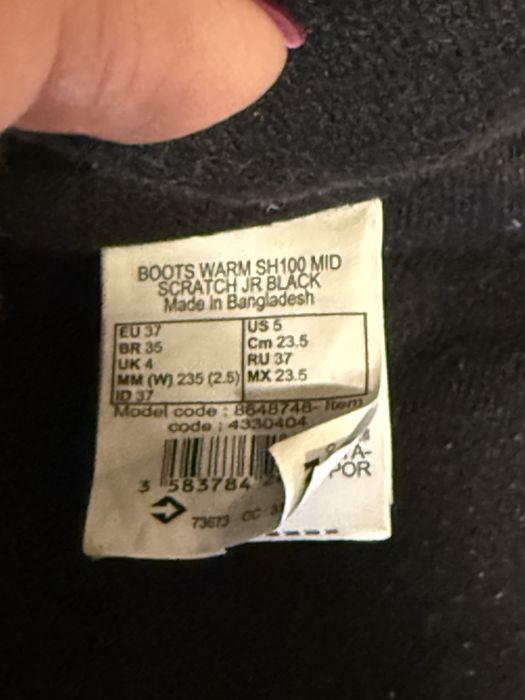 BOOTS WARM SH100 MID
SCRATCH JR BLACK
Made in Bangladesh
EU 37 US 5
BR 35 Cm 23.5
UK 4 RU 37
MM (W) 235 (2.5) MX 23.5
ID 37
Model code : 8648748- Item
code : 4330404
3 583784
73673 CC